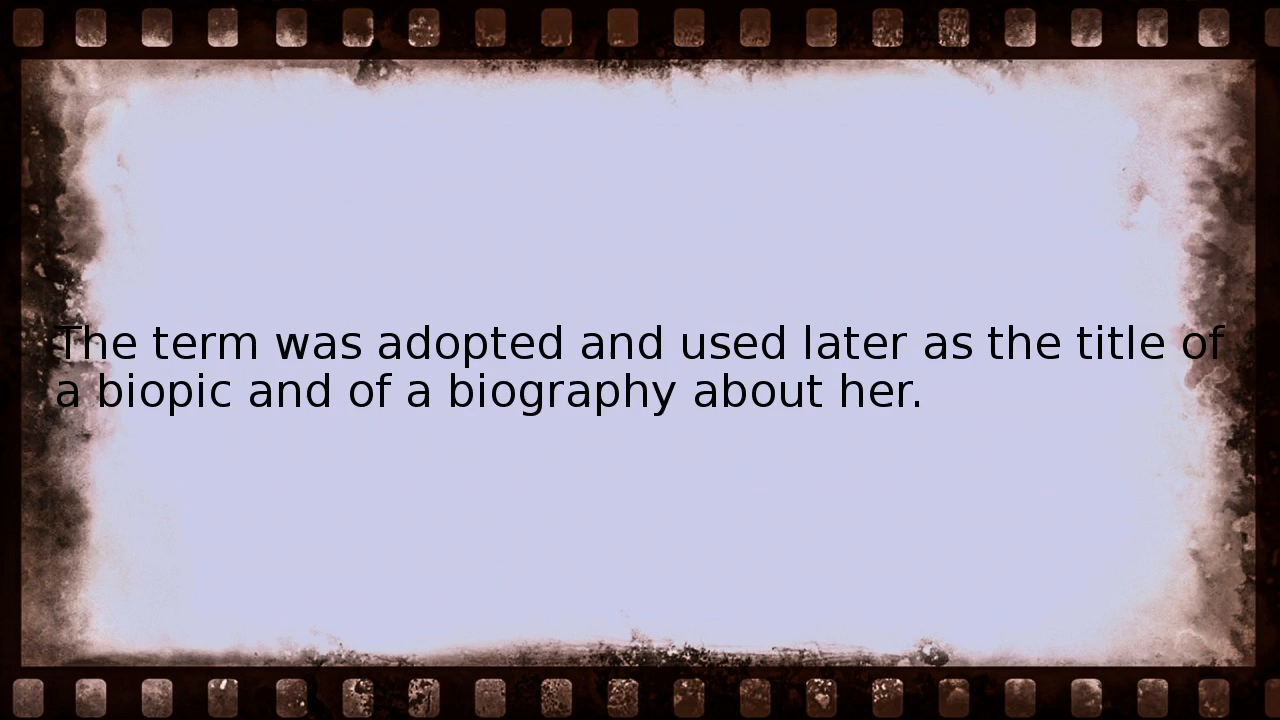 The term was adopted and used later as the title of
a biopic and of a biography about her.